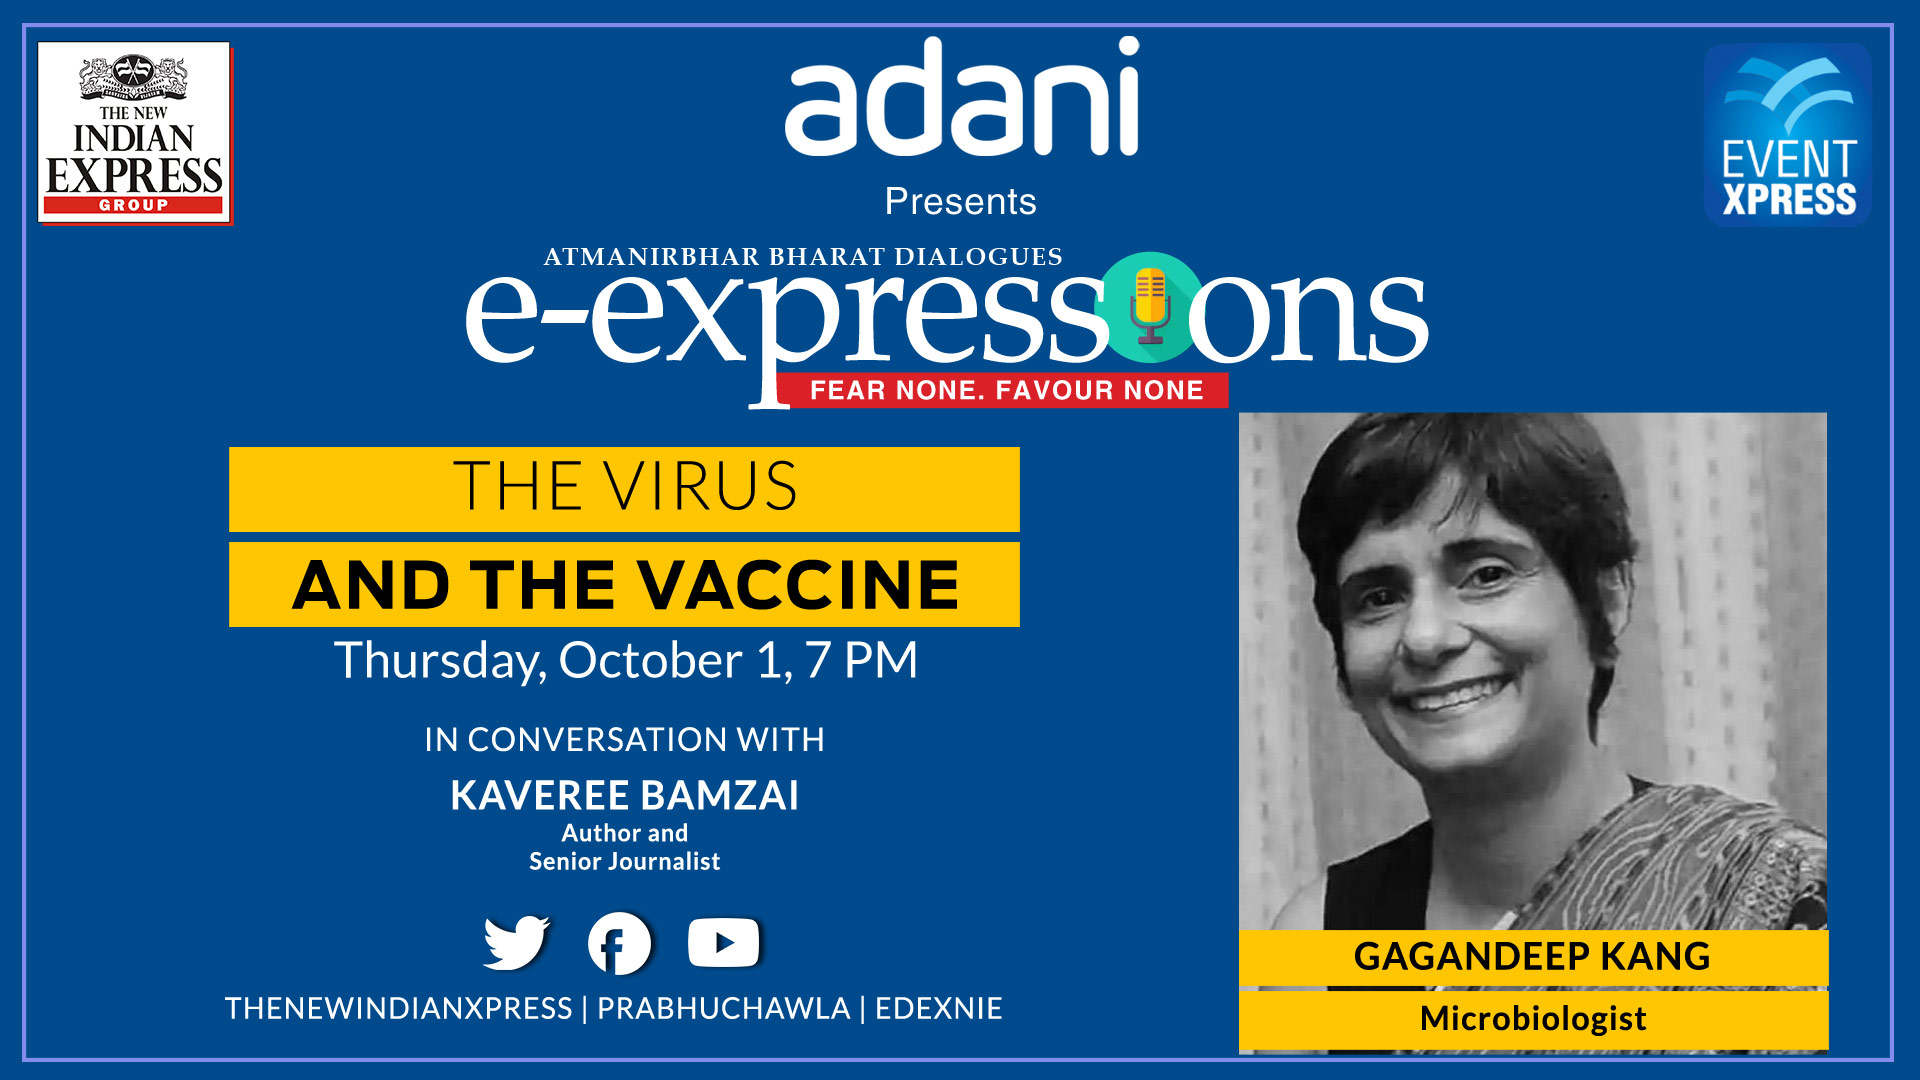 THE NEW
INDIAN
EXPRESS
GROUP
adani
Presents
EVENT
XPRESS
ATMANIRBHAR BHARAT DIALOGUES
e-expressions
FEAR NONE. FAVOUR NONE
THE VIRUS
AND THE VACCINE
Thursday, October 1, 7 PM
IN CONVERSATION WITH
KAVEREE BAMZAI
Author and
Senior Journalist
THENEWINDIANXPRESS | PRABHUCHAWLA | EDEXNIE
GAGANDEEP KANG
Microbiologist